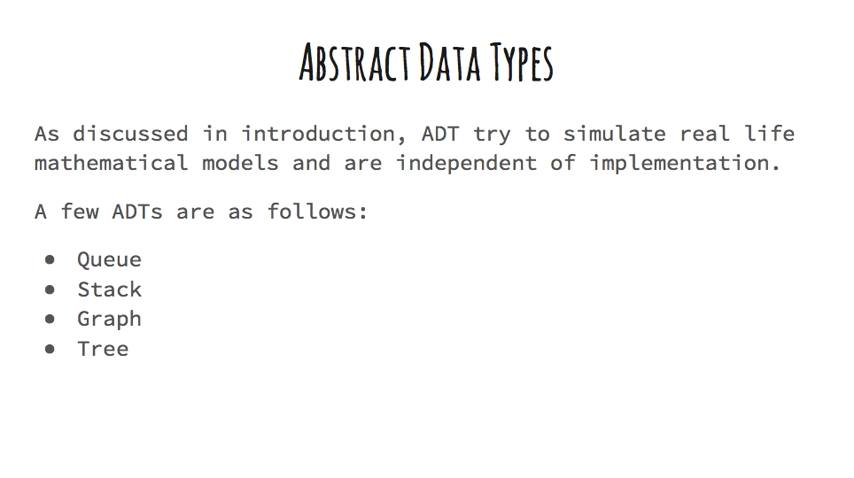 Abstract Data Types
As discussed in introduction, ADT try to simulate real life
mathematical models and are independent of implementation.
A few ADTs are as follows:
● Queue
● Stack
● Graph
● Tree